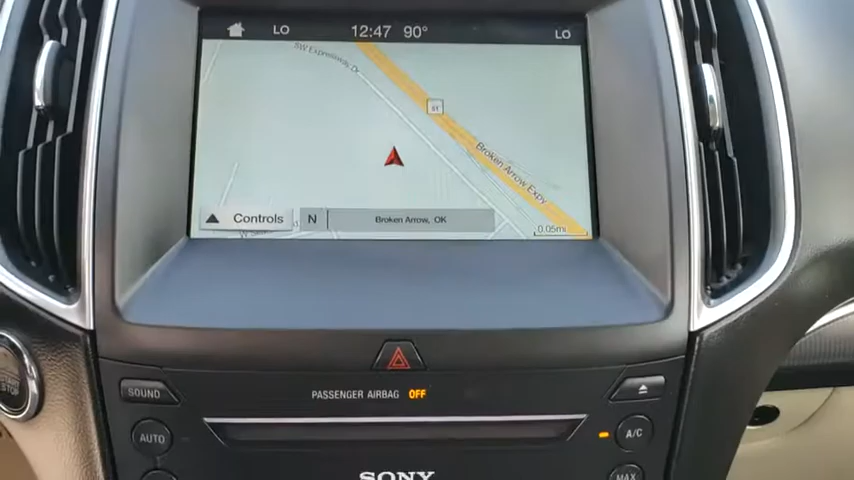 LO 12:47 90° LO
SW Expressway Dr
51
Broken Arrow Expy
Controls N Broken Arrow, OK
0.05mi
STOP
SOUND
PASSENGER AIRBAG OFF
AUTO
A/C
SONY
MAX